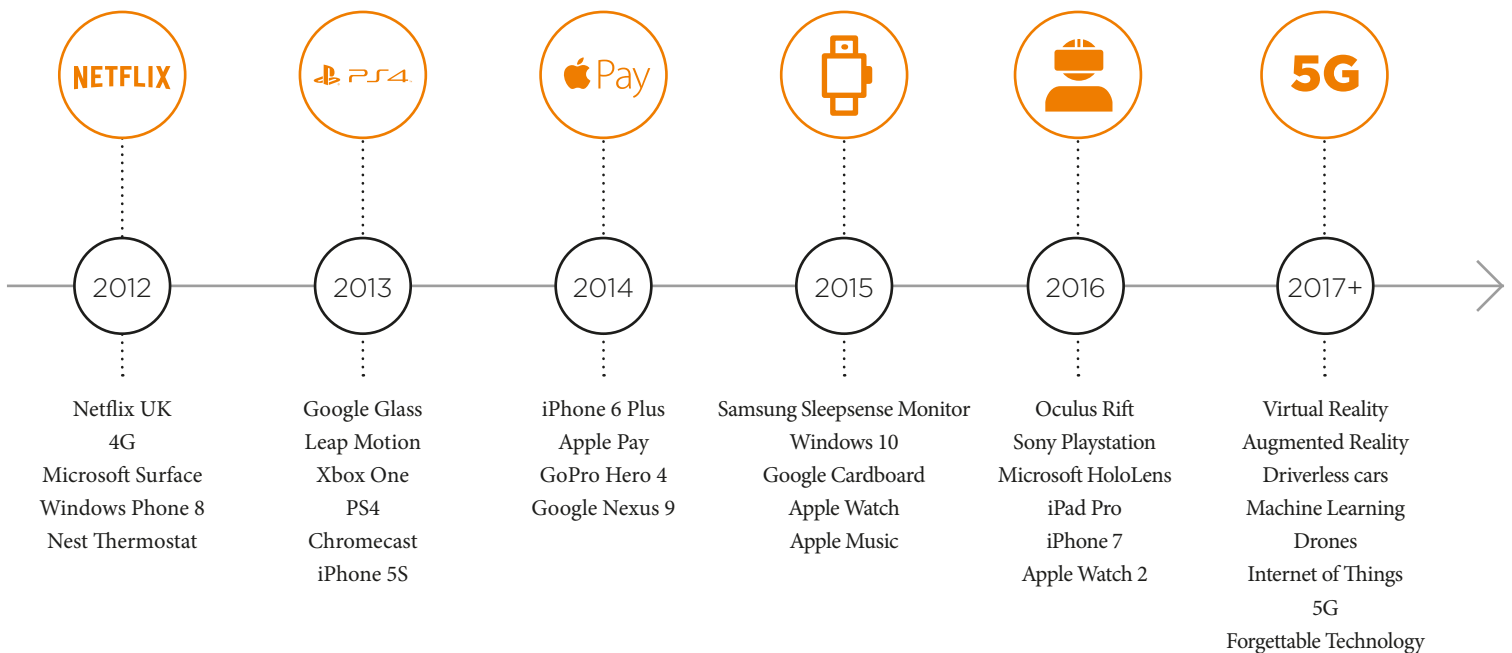 NETFLIX
PS4
Pay
5G
2012
2013
2014
2015
2016
2017+
Netflix UK
4G
Microsoft Surface
Windows Phone 8
Nest Thermostat
Google Glass
Leap Motion
Xbox One
PS4
Chromecast
iPhone 5S
iPhone 6 Plus
Apple Pay
GoPro Hero 4
Google Nexus 9
Samsung Sleepsense Monitor
Windows 10
Google Cardboard
Apple Watch
Apple Music
Oculus Rift
Sony Playstation
Microsoft HoloLens
iPad Pro
iPhone 7
Apple Watch 2
Virtual Reality
Augmented Reality
Driverless cars
Machine Learning
Drones
Internet of Things
5G
Forgettable Technology